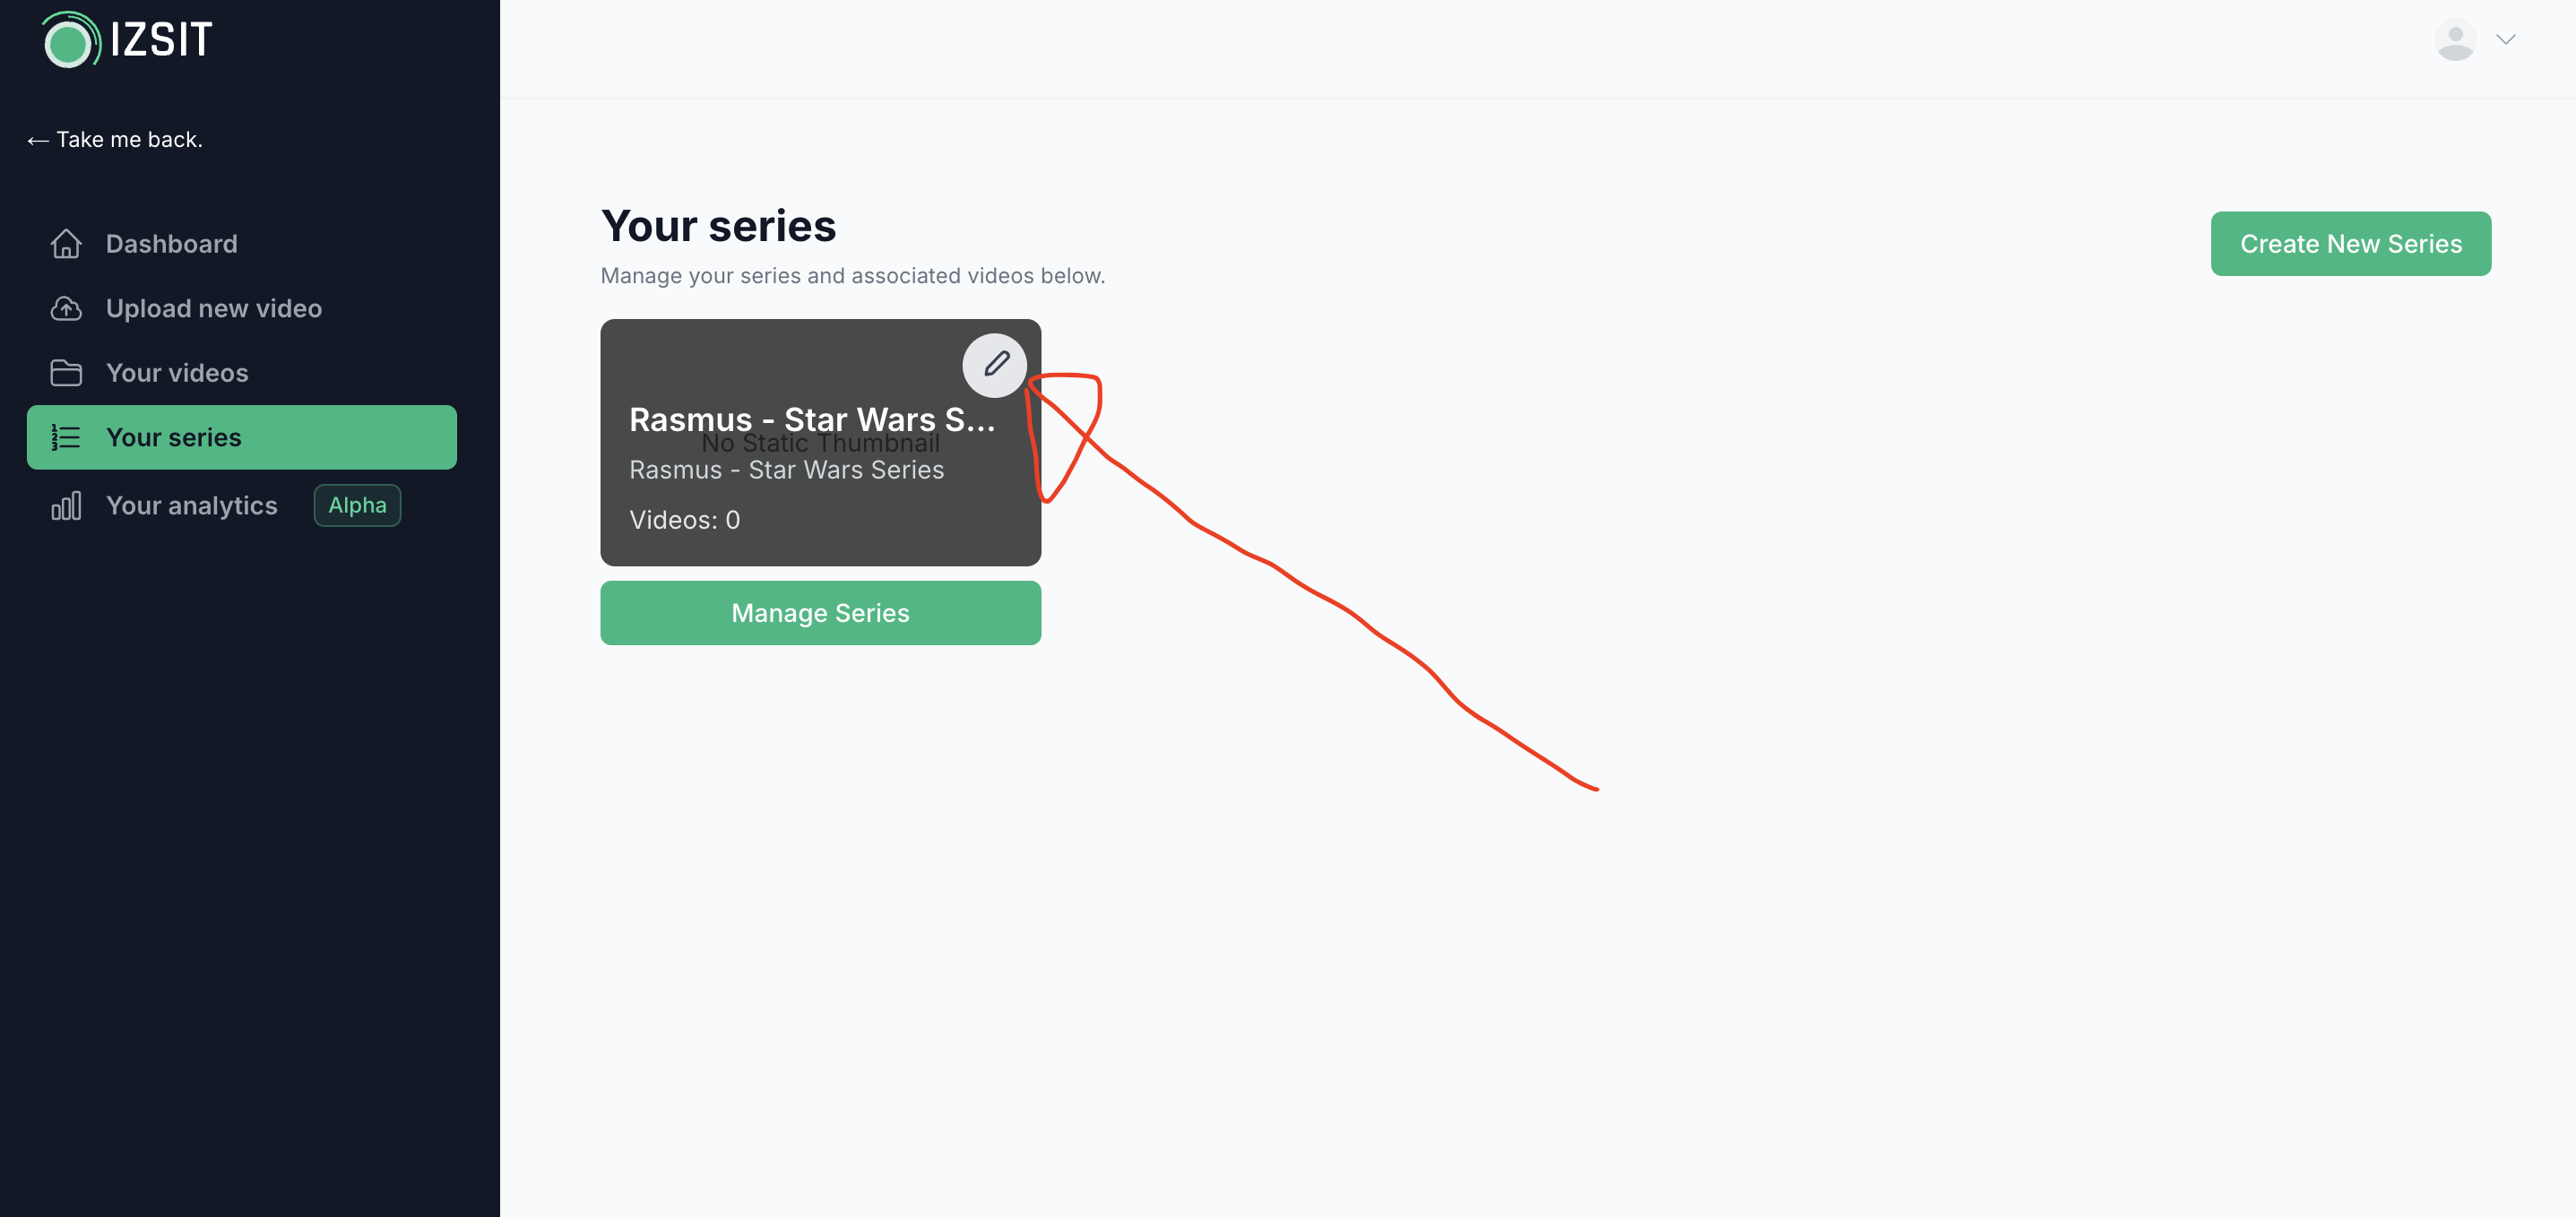 IZSIT
← Take me back.
Dashboard
Upload new video
Your videos
Your series
Your analytics Alpha
Your series
Manage your series and associated videos below.
Create New Series
Rasmus - Star Wars S...
No Static Thumbnail
Rasmus - Star Wars Series
Videos: 0
Manage Series